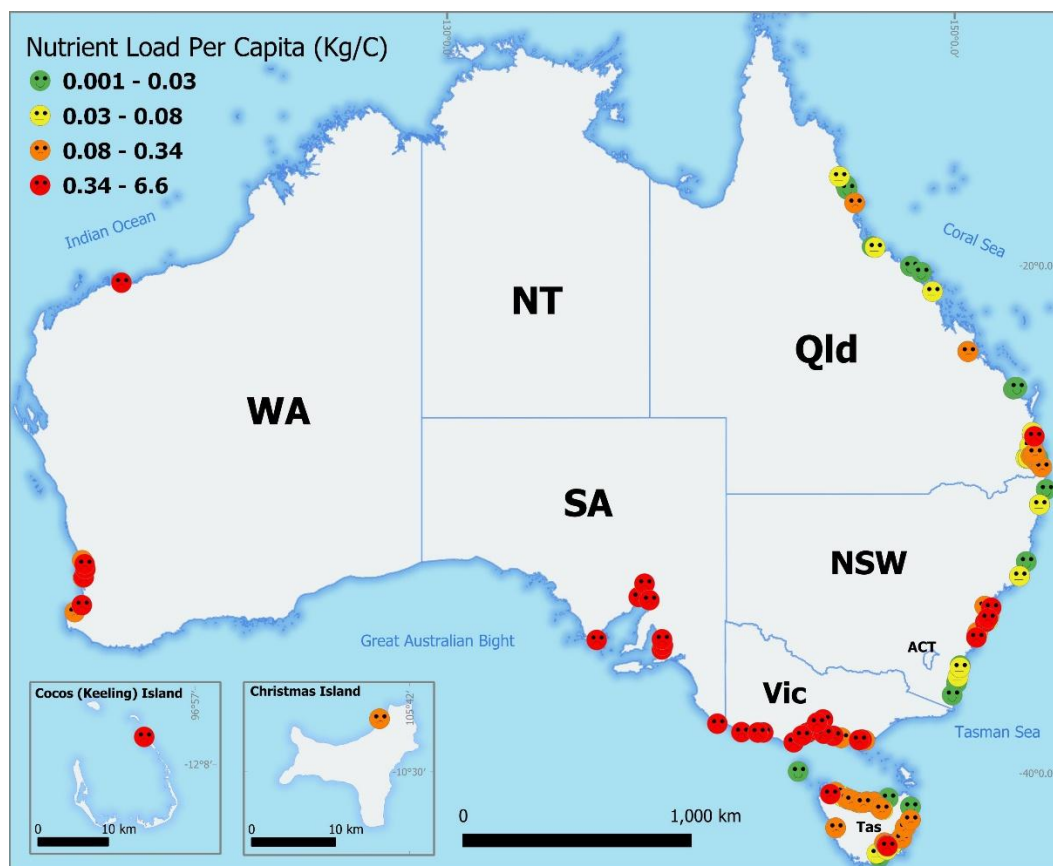 Nutrient Load Per Capita (Kg/C)
0.001 - 0.03
0.03 - 0.08
0.08 - 0.34
0.34 - 6.6
-130°0.0'
-150°0.0'
Indian Ocean
Coral Sea
-20°0.0'
NT
Qld
WA
SA
NSW
ACT
Great Australian Bight
Vic
Tasman Sea
-40°0.0'
Tas
Cocos (Keeling) Island
96°57'
-12°8'
0 10 km
Christmas Island
105°42'
-10°30'
0 10 km
0 1,000 km